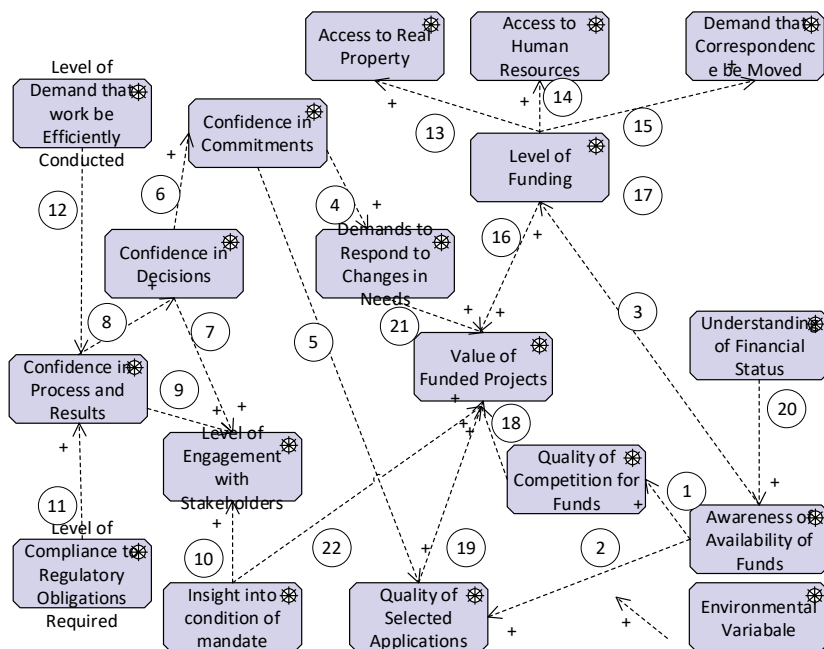 Access to Real
Property
Access to
Human
Resources
Demand that
Correspondenc
e be Moved
+
Level of
Demand that
work be
Efficiently
Conducted
Confidence in
Commitments
+
+
13
14
15
Level of
Funding
17
+
6
12
4
+
16
+
Confidence in
Decisions
+
Demands to
Respond to
Changes in
Needs
8
7
5
21
+
+
3
Understanding
of Financial
Status
Value of
Funded Projects
Confidence in
Process and
Results
9
+
+
+
+
+
+
18
20
Level of
Engagement
with
Stakeholders
Quality of
Competition for
Funds
+
1
+
11
Level of
Compliance to
Regulatory
Obligations
Required
+
10
22
+
19
2
Awareness of
Availability of
Funds
Insight into
condition of
mandate
Quality of
Selected
Applications
+
+
Environmental
Variabale